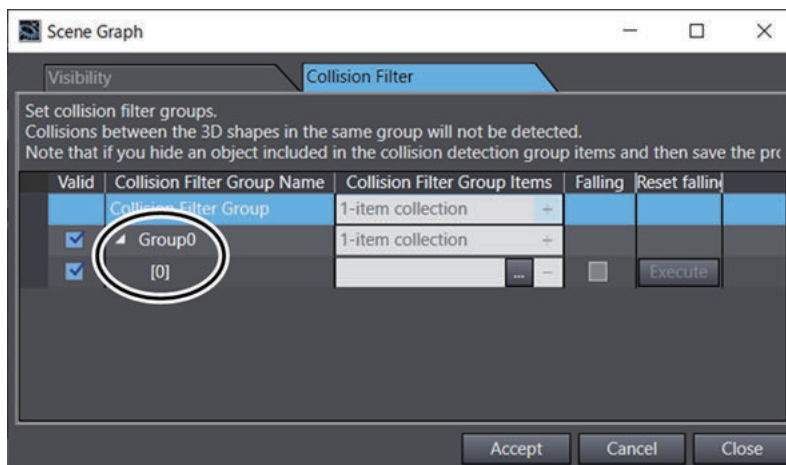 Scene Graph
Visibility Collision Filter
Set collision filter groups.
Collisions between the 3D shapes in the same group will not be detected.
Note that if you hide an object included in the collision detection group items and then save the pro
Valid Collision Filter Group Name Collision Filter Group Items Falling Reset fallin
Collision Filter Group 1-item collection +
Group0 1-item collection +
[0] ... − Execute
Accept Cancel Close